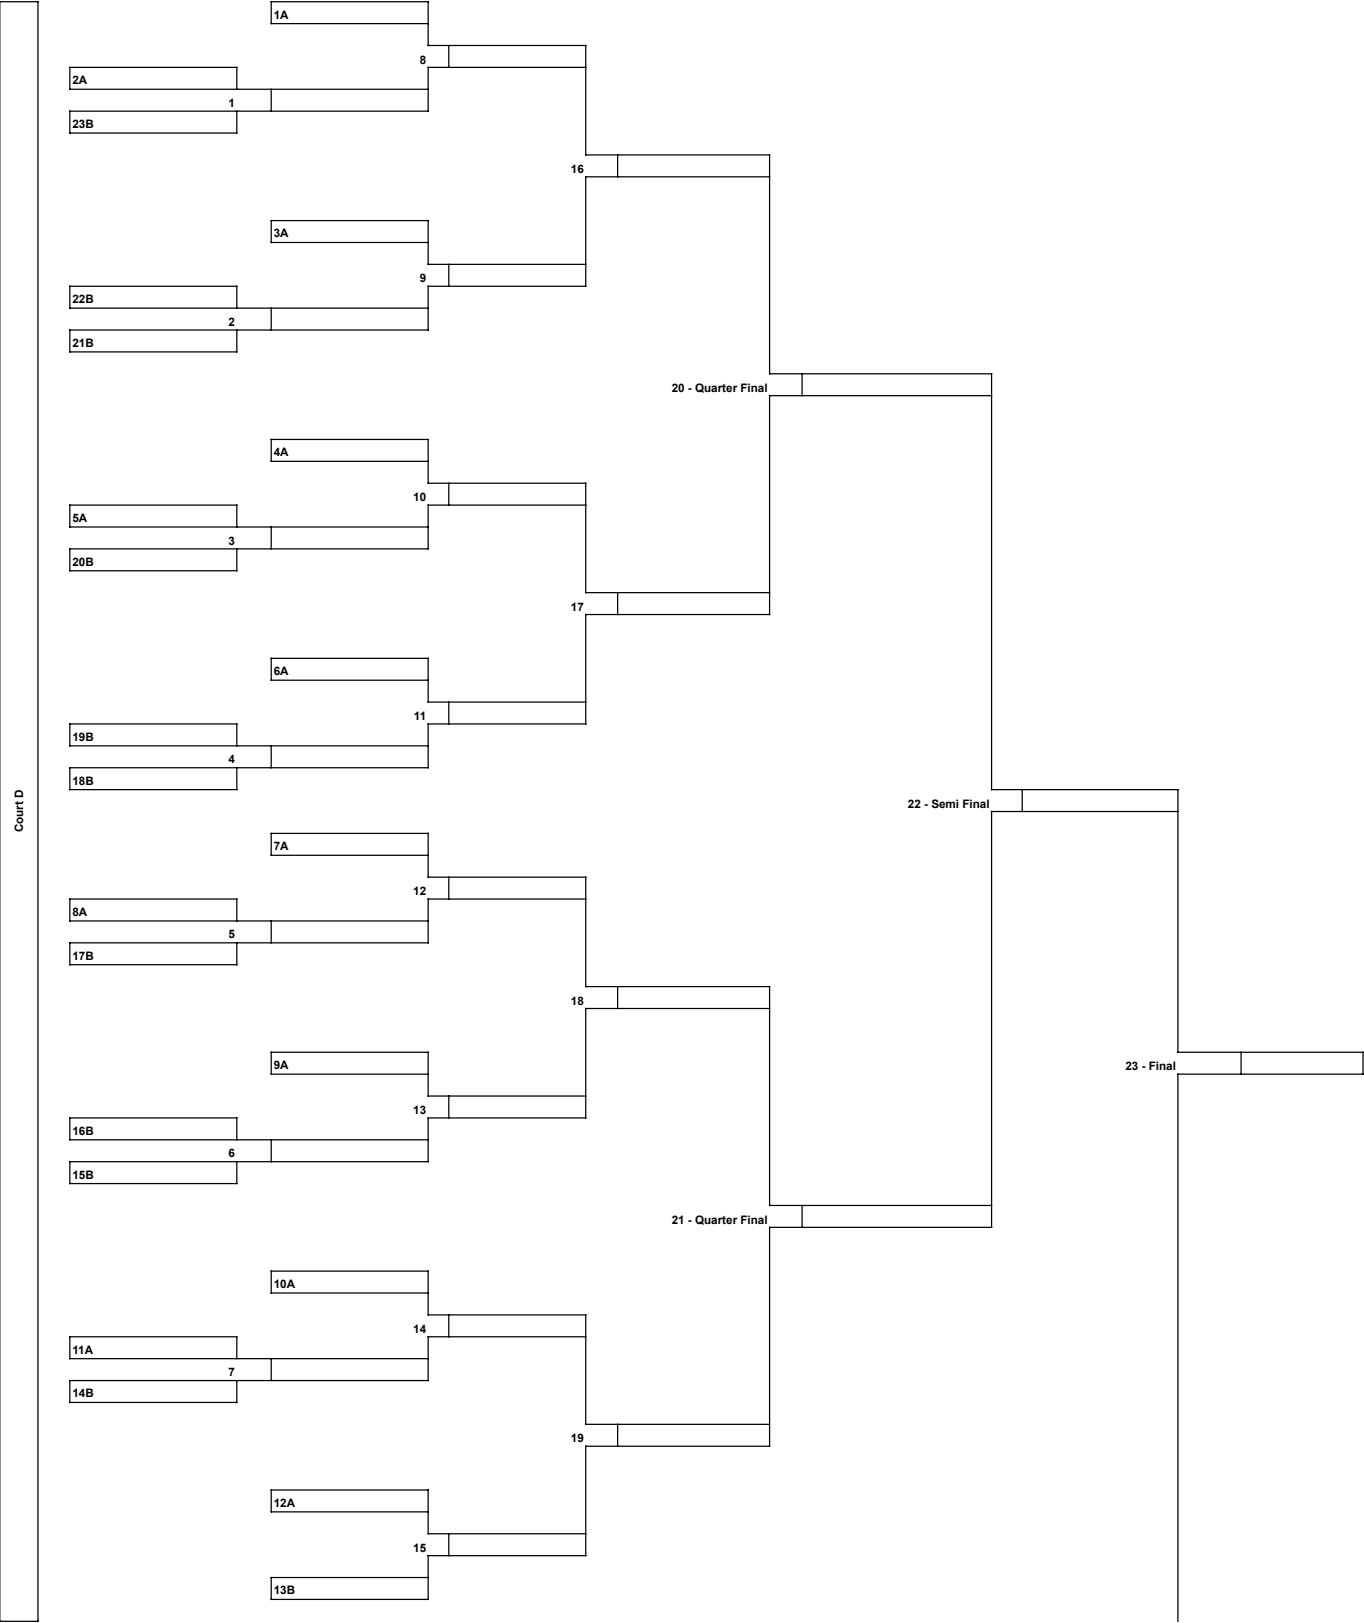 1A
8
2A
1
23B
16
3A
9
22B
2
21B
20 - Quarter Final
4A
10
5A
3
20B
17
6A
11
19B
4
18B
Court D
22 - Semi Final
7A
12
8A
5
17B
18
9A
23 - Final
13
16B
6
15B
21 - Quarter Final
10A
14
11A
7
14B
19
12A
15
13B